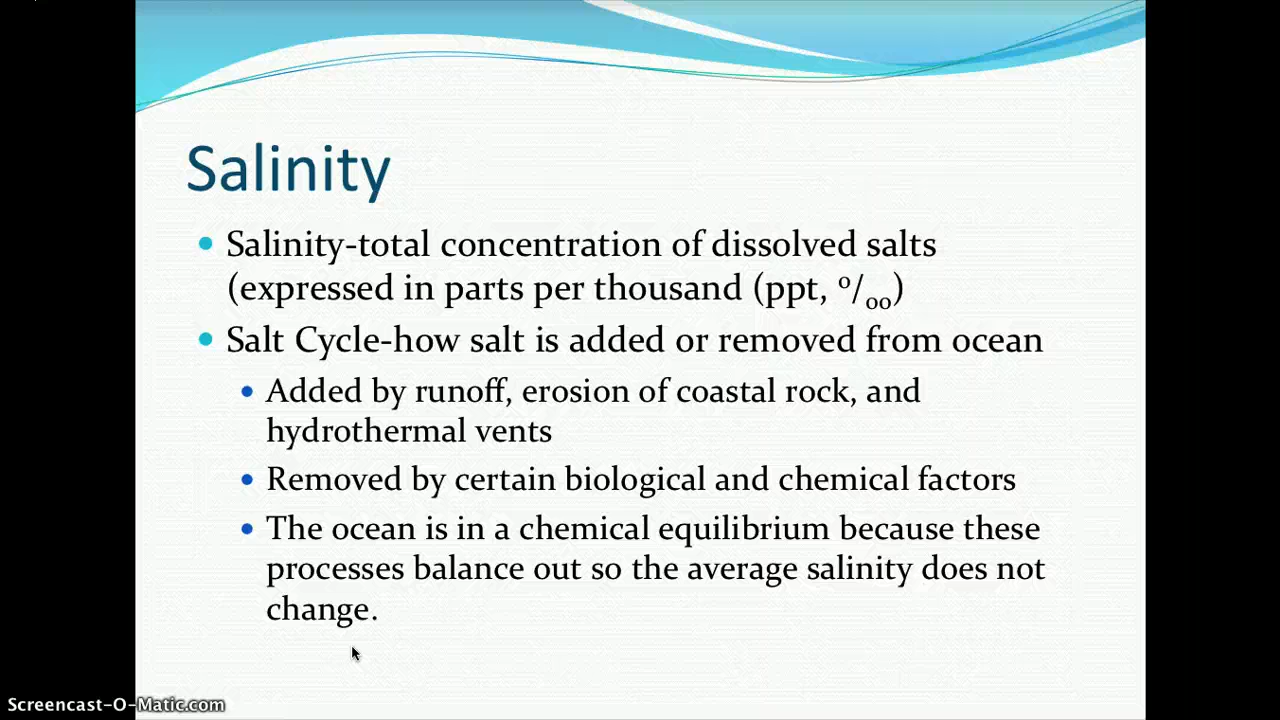 Salinity
• Salinity-total concentration of dissolved salts
(expressed in parts per thousand (ppt, o/oo)
• Salt Cycle-how salt is added or removed from ocean
• Added by runoff, erosion of coastal rock, and
hydrothermal vents
• Removed by certain biological and chemical factors
• The ocean is in a chemical equilibrium because these
processes balance out so the average salinity does not
change.
Screencast-O-Matic.com